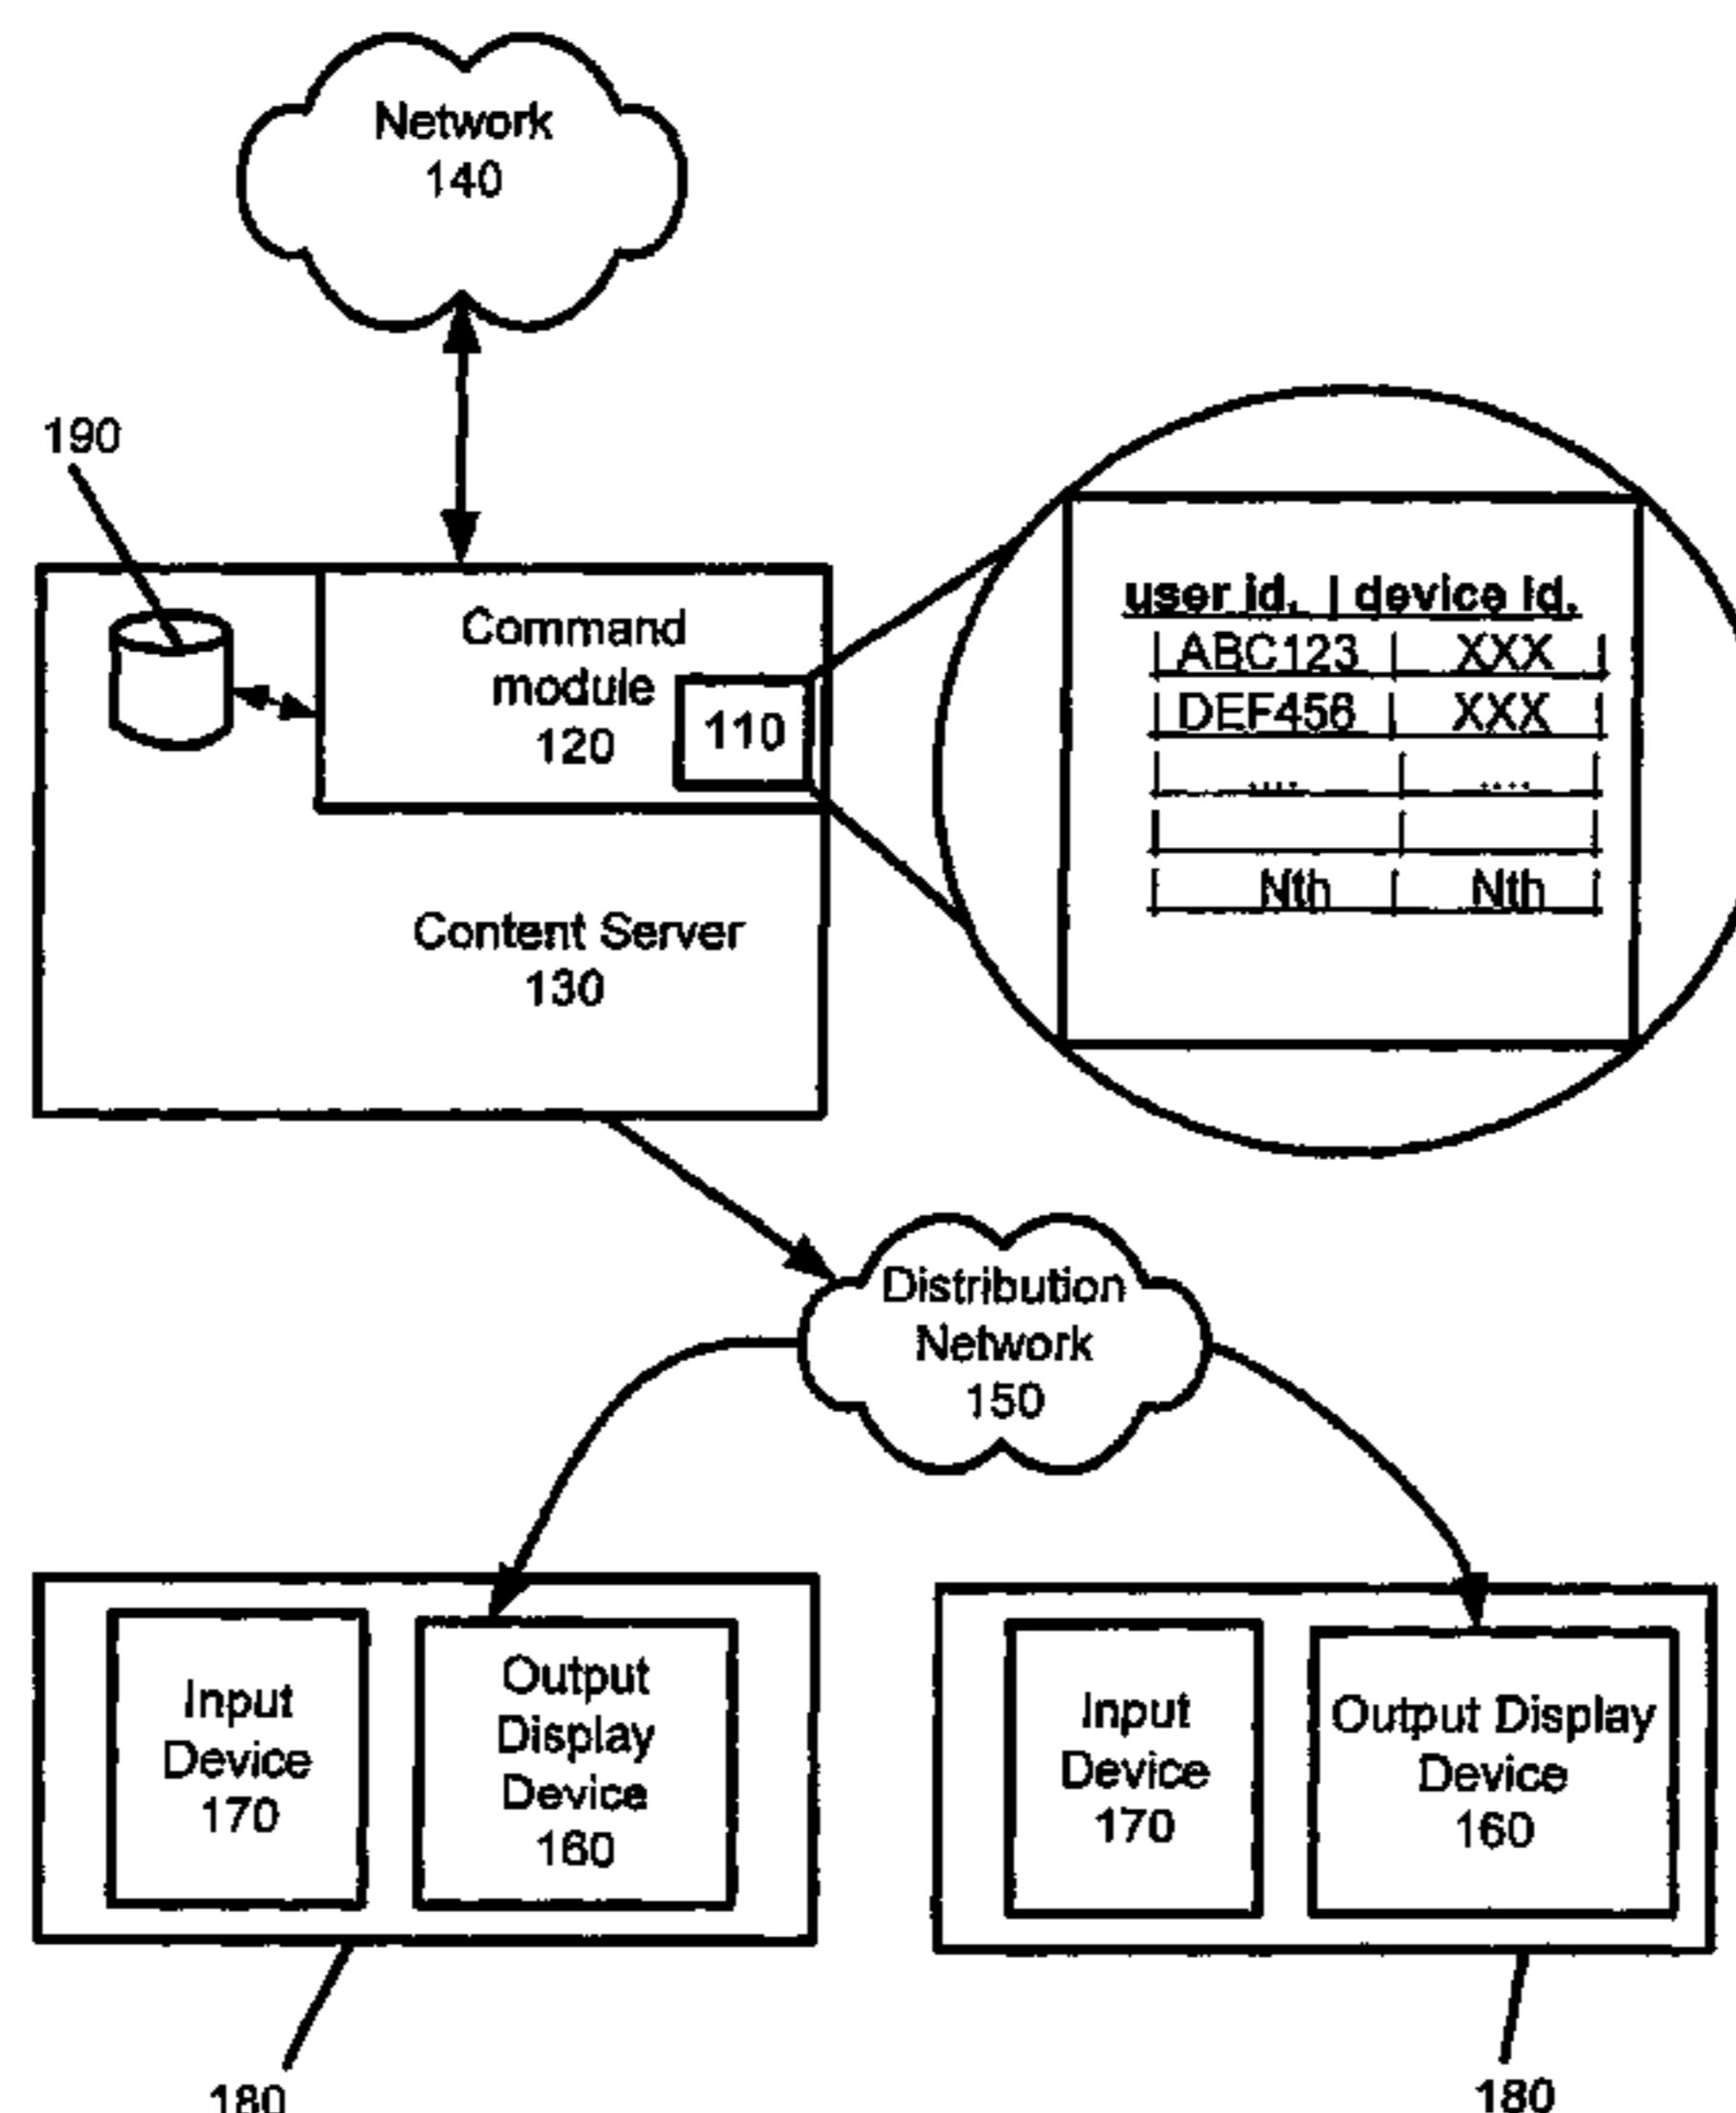 Network
140
190
Command
module
120
110
user id. | device id.
ABC123 | XXX
DEF456 | XXX
.... | ....
Nth | Nth
Content Server
130
Distribution
Network
150
Input
Device
170
Output
Display
Device
160
Input
Device
170
Output Display
Device
160
180
180